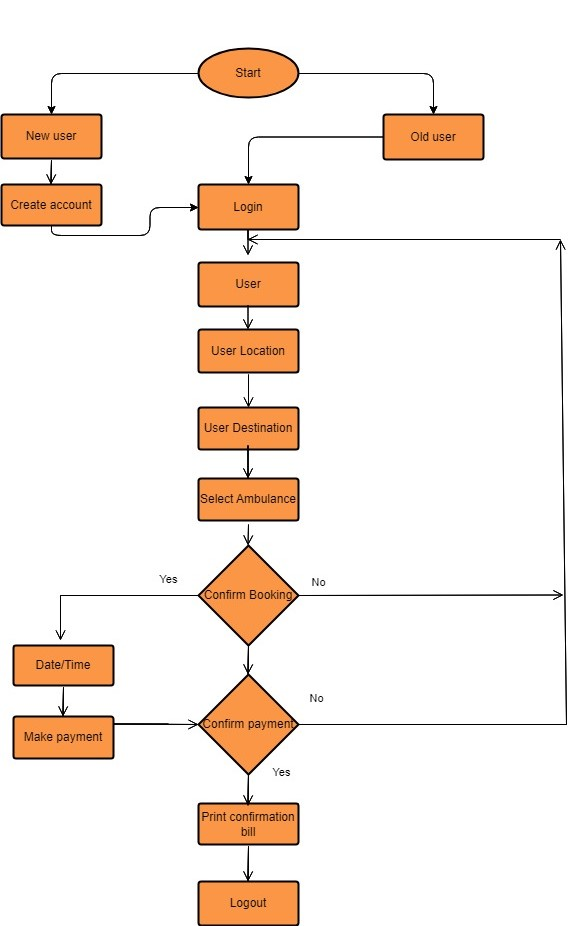 Start
New user
Old user
Create account
Login
User
User Location
User Destination
Select Ambulance
Yes
No
Confirm Booking
Date/Time
No
Make payment
Confirm payment
Yes
Print confirmation
bill
Logout